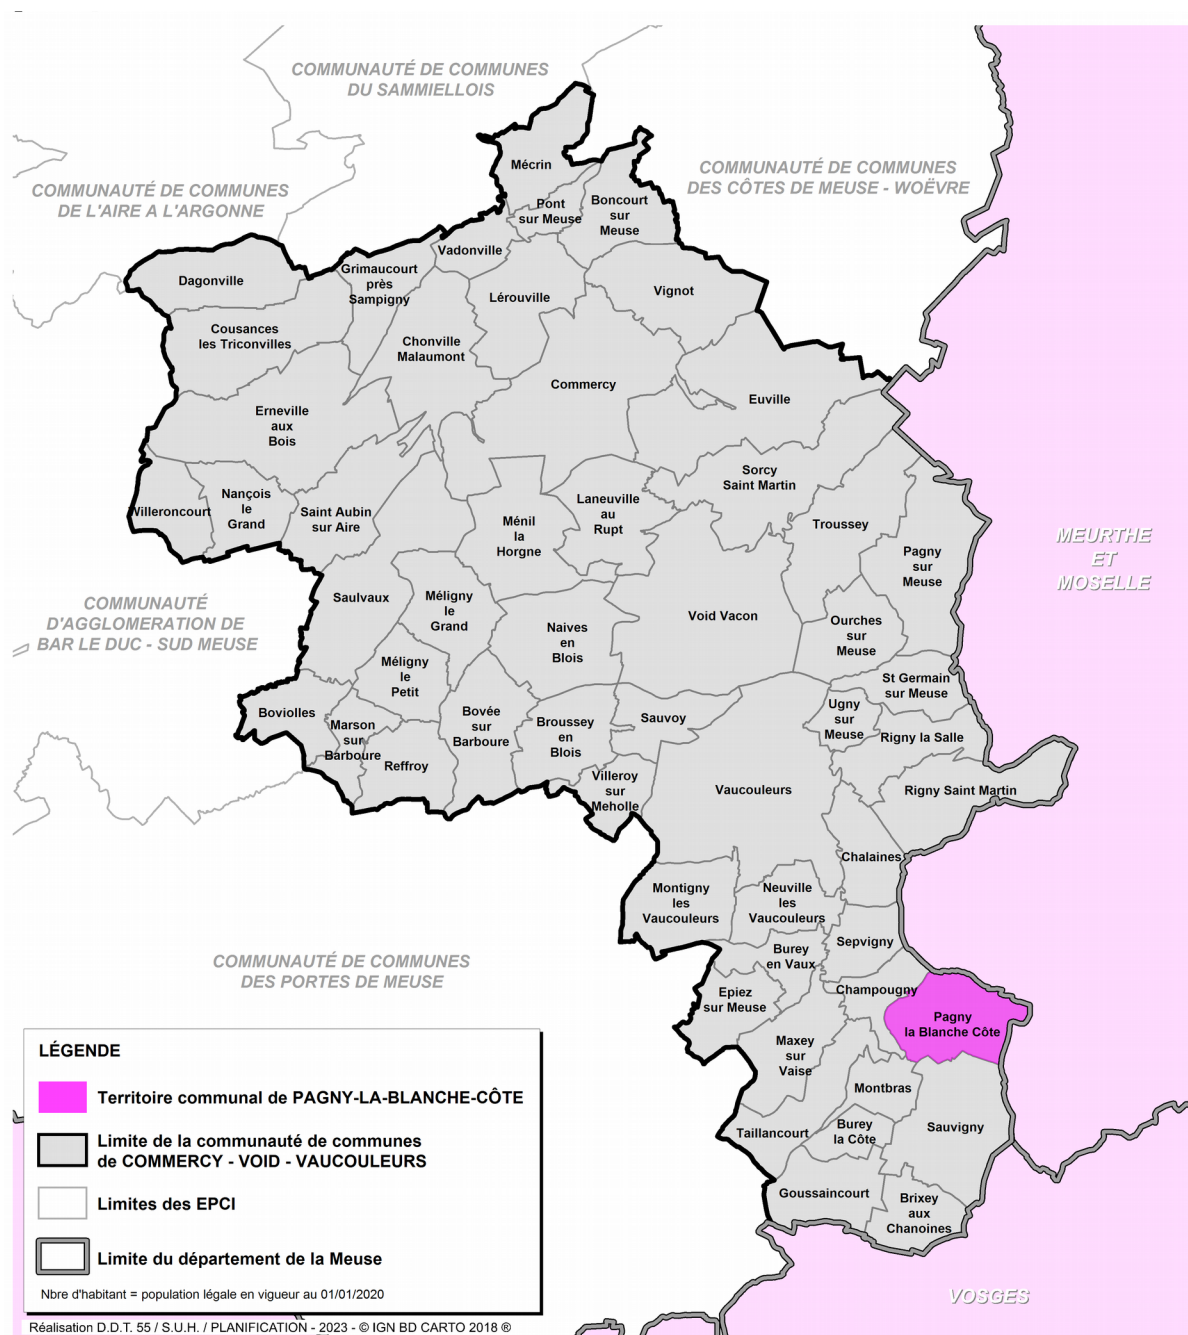 COMMUNAUTÉ DE COMMUNES
DU SAMMIELLOIS
COMMUNAUTÉ DE COMMUNES
DES CÔTES DE MEUSE - WOËVRE
COMMUNAUTÉ DE COMMUNES
DE L'AIRE A L'ARGONNE
Mécrin
Pont
sur Meuse
Boncourt
sur
Meuse
Vadonville
Grimaucourt
près
Sampigny
Dagonville
Lérouville
Vignot
Cousances
les Triconvilles
Chonville
Malaumont
Commercy
Euville
Erneville
aux
Bois
Sorcy
Saint Martin
Willeroncourt
Nançois
le
Grand
Saint Aubin
sur Aire
Ménil
la
Horgne
Laneuville
au
Rupt
Troussey
Pagny
sur
Meuse
MEURTHE
ET
MOSELLE
COMMUNAUTÉ
D'AGGLOMERATION DE
BAR LE DUC - SUD MEUSE
Saulvaux
Méligny
le
Grand
Naives
en
Blois
Void Vacon
Ourches
sur
Meuse
Méligny
le
Petit
St Germain
sur Meuse
Boviolles
Marson
sur
Barboure
Reffroy
Bovée
sur
Barboure
Broussey
en
Blois
Sauvoy
Ugny
sur
Meuse
Rigny la Salle
Villeroy
sur
Meholle
Vaucouleurs
Rigny Saint Martin
Chalaines
Montigny
les
Vaucouleurs
Neuville
les
Vaucouleurs
Sepvigny
Burey
en Vaux
COMMUNAUTÉ DE COMMUNES
DES PORTES DE MEUSE
Champougny
Epiez
sur Meuse
Pagny
la Blanche Côte
Maxey
sur
Vaise
Montbras
Taillancourt
Burey
la Côte
Sauvigny
Goussaincourt
Brixey
aux
Chanoines
VOSGES
LÉGENDE
Territoire communal de PAGNY-LA-BLANCHE-CÔTE
Limite de la communauté de communes
de COMMERCY - VOID - VAUCOULEURS
Limites des EPCI
Limite du département de la Meuse
Nbre d'habitant = population légale en vigueur au 01/01/2020
Réalisation D.D.T. 55 / S.U.H. / PLANIFICATION - 2023 - © IGN BD CARTO 2018 ®